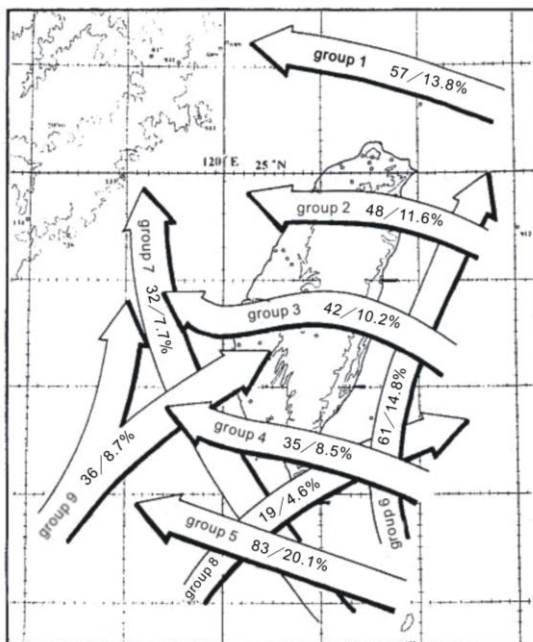 group 1 57/13.8%
120 °E 25 °N
group 2 48/11.6%
group 7 32/7.7%
group 3 42/10.2%
61/14.8%
group 6
group 4 35/8.5%
36/8.7%
group 9
19/4.6%
group 8
group 5 83/20.1%